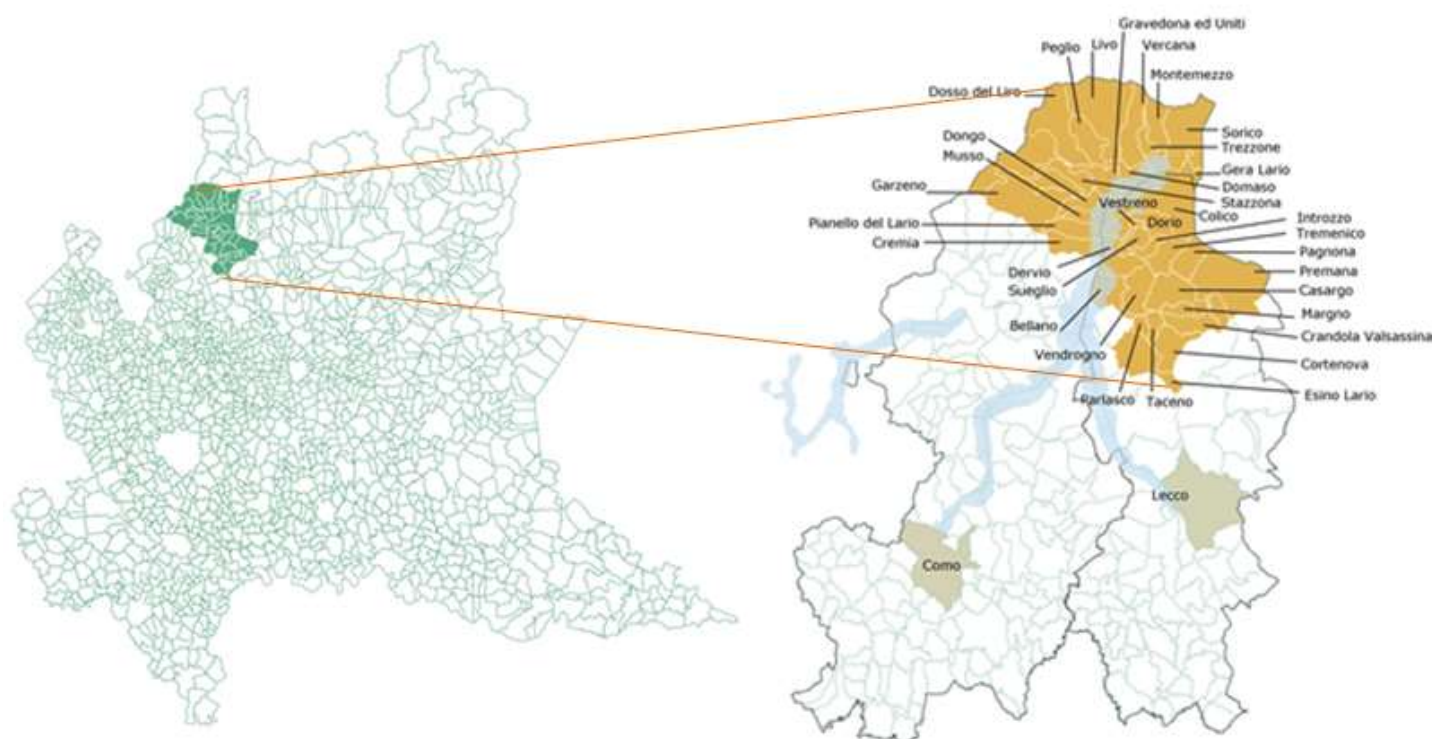 Gravedona ed Uniti
Peglio
Livo
Vercana
Montemezzo
Dosso del Liro
Sorico
Dongo
Trezzone
Musso
Gera Lario
Domaso
Garzeno
Stazzona
Vestreno
Colico
Introzzo
Pianello del Lario
Dorio
Tremenico
Cremia
Pagnona
Dervio
Premana
Sueglio
Casargo
Bellano
Margno
Crandola Valsassina
Vendrogno
Cortenova
Parlasco
Taceno
Esino Lario
Lecco
Como